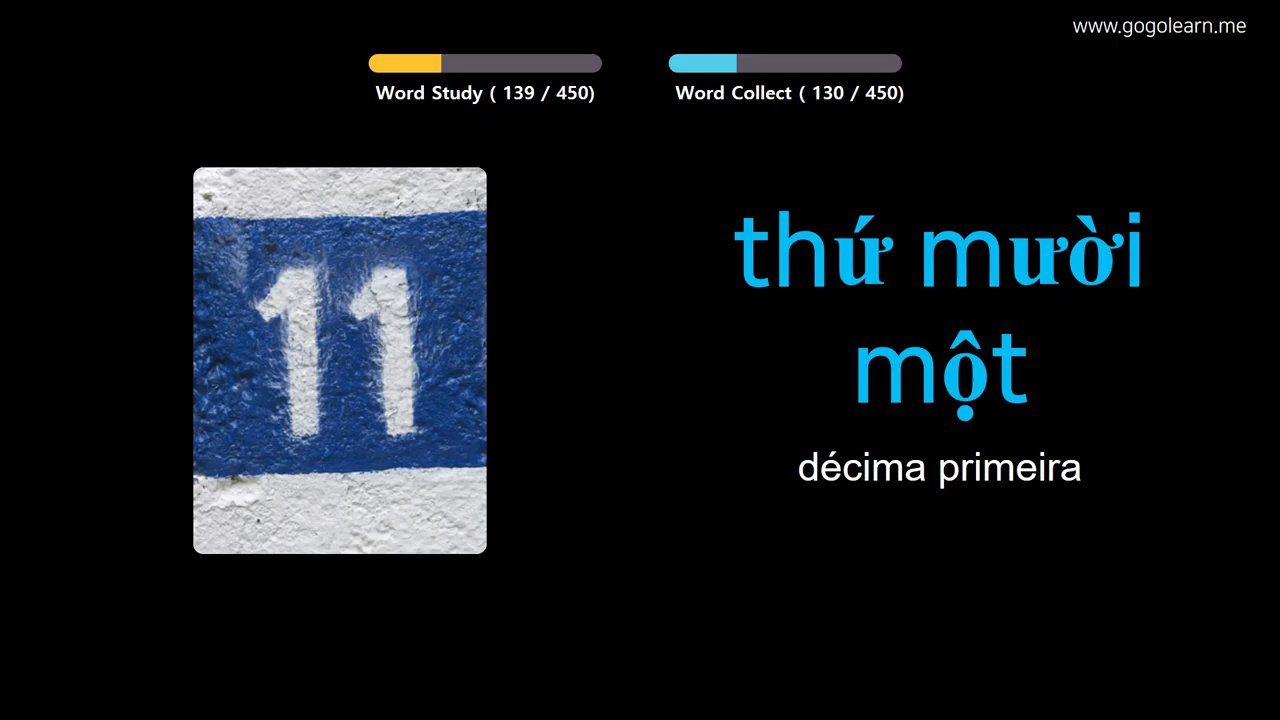 www.gogolearn.me
Word Study ( 139 / 450)
Word Collect ( 130 / 450)
11
thứ mười
một
décima primeira